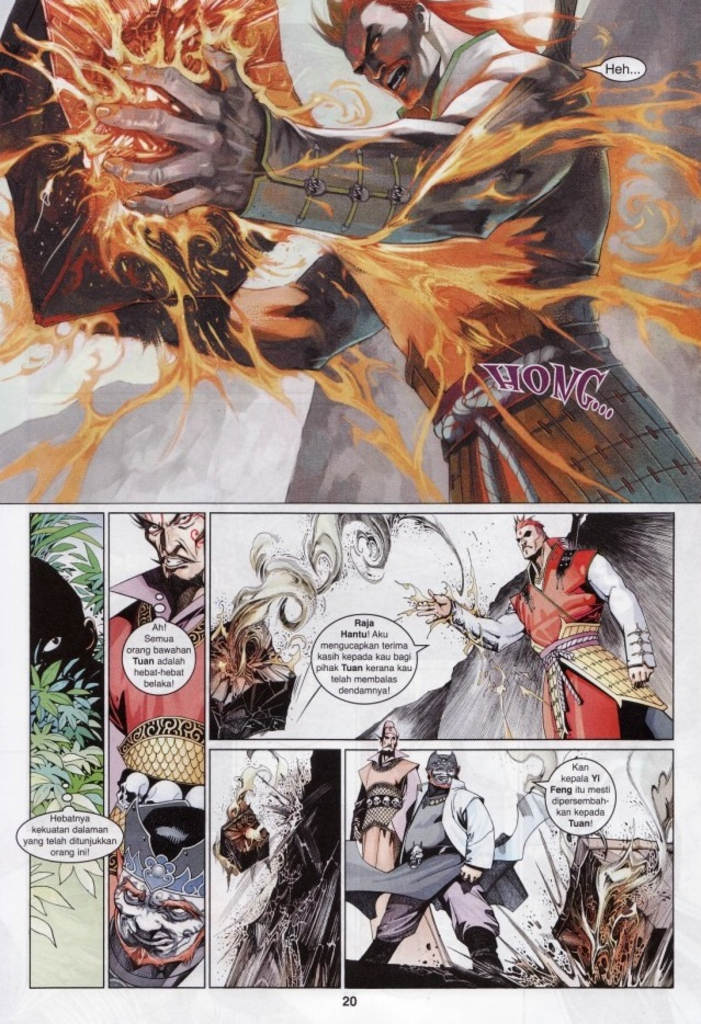 Heh...
HONG...
Ah!
Semua
orang bawahan
Tuan adalah
hebat-hebat
belaka!
Hebatnya
kekuatan dalaman
yang telah ditunjukkan
orang ini!
Raja
Hantu! Aku
mengucapkan terima
kasih kepada kau bagi
pihak Tuan kerana kau
telah membalas
dendamnya!
Kan
kepala Yi
Feng itu mesti
dipersembah-
kan kepada
Tuan!
20